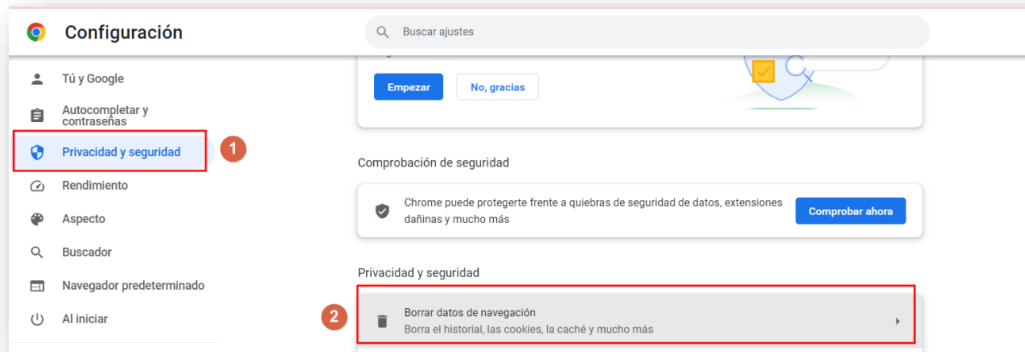 Configuración
Buscar ajustes
Tú y Google
Autocompletar y
contraseñas
Privacidad y seguridad
1
Rendimiento
Aspecto
Buscador
Navegador predeterminado
Al iniciar
Empezar
No, gracias
Comprobación de seguridad
Chrome puede protegerte frente a quiebras de seguridad de datos, extensiones
dañinas y mucho más
Comprobar ahora
Privacidad y seguridad
2
Borrar datos de navegación
Borra el historial, las cookies, la caché y mucho más